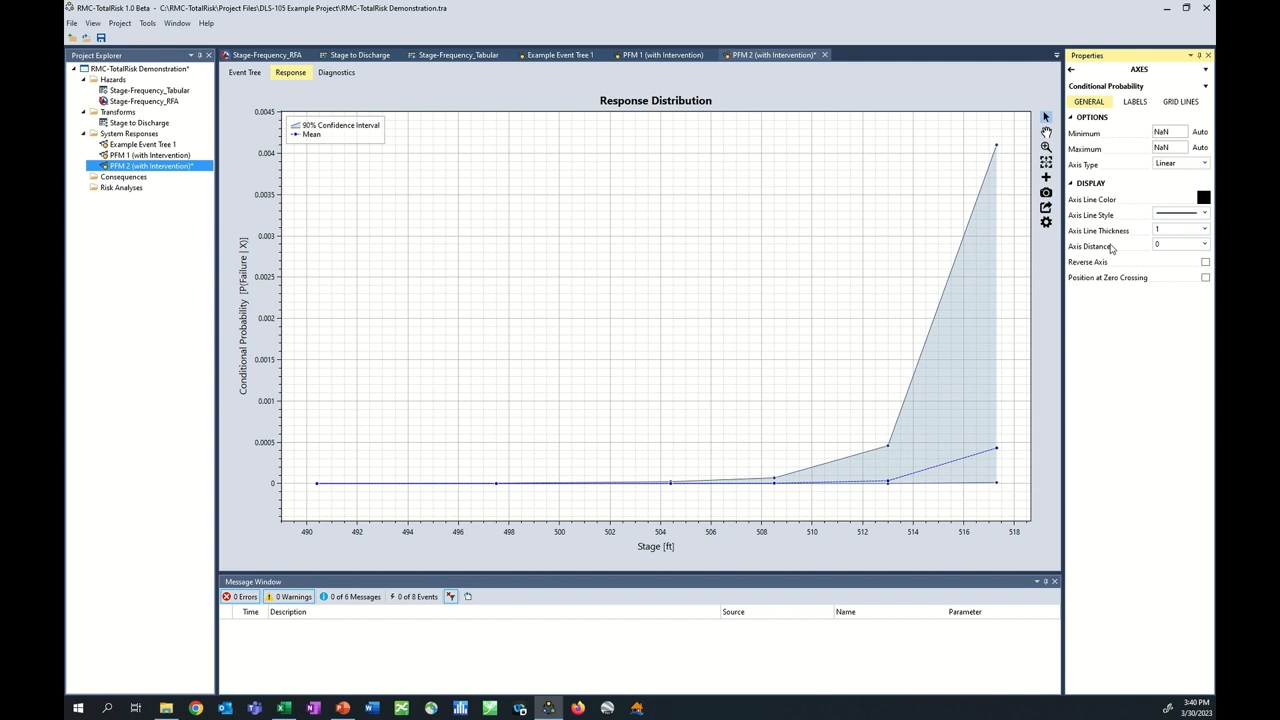 RMC-TotalRisk 1.0 Beta - C:\RMC-TotalRisk\Project Files\DLS-105 Example Project\RMC-TotalRisk Demonstration.tra
File View Project Tools Window Help
Project Explorer
RMC-TotalRisk Demonstration*
Hazards
Stage-Frequency_Tabular
Stage-Frequency_RFA
Transforms
Stage to Discharge
System Responses
Example Event Tree 1
PFM 1 (with Intervention)
PFM 2 (with Intervention)*
Consequences
Risk Analyses
Stage-Frequency_RFA Stage to Discharge Stage-Frequency_Tabular Example Event Tree 1 PFM 1 (with Intervention) PFM 2 (with Intervention)*
Event Tree Response Diagnostics
Response Distribution
90% Confidence Interval
Mean
Conditional Probability [P(Failure | X)]
0.0045
0.004
0.0035
0.003
0.0025
0.002
0.0015
0.001
0.0005
0
490 492 494 496 498 500 502 504 506 508 510 512 514 516 518
Stage [ft]
Message Window
0 Errors 0 Warnings 0 of 6 Messages 0 of 8 Events
Time Description Source Name Parameter
Properties
AXES
Conditional Probability
GENERAL LABELS GRID LINES
OPTIONS
Minimum NaN Auto
Maximum NaN Auto
Axis Type Linear
DISPLAY
Axis Line Color
Axis Line Style
Axis Line Thickness 1
Axis Distance 0
Reverse Axis
Position at Zero Crossing
3:40 PM
3/30/2023